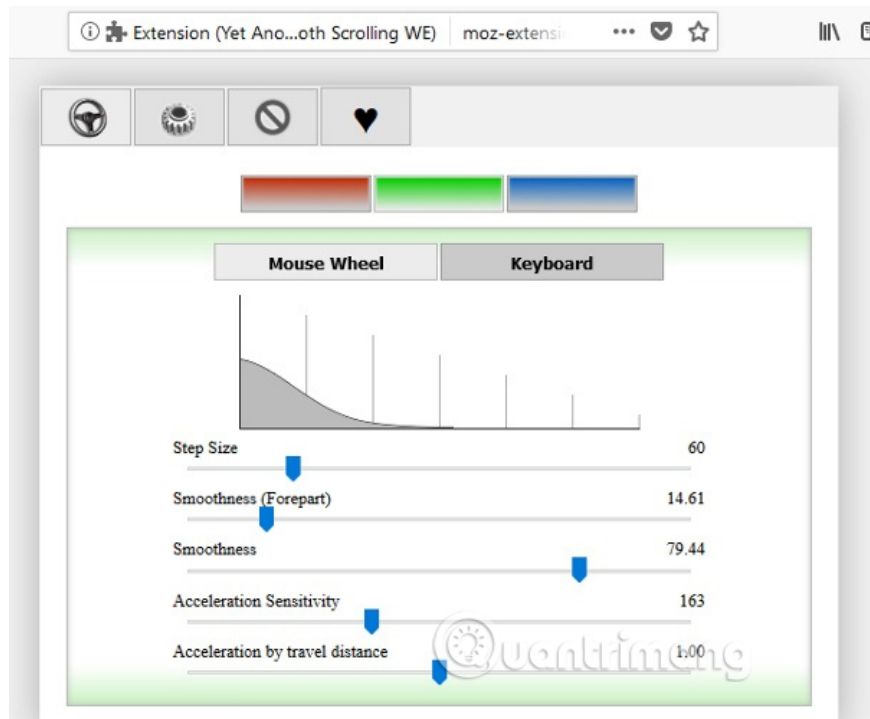 Extension (Yet Ano...oth Scrolling WE) moz-extensi
Mouse Wheel Keyboard
Step Size 60
Smoothness (Forepart) 14.61
Smoothness 79.44
Acceleration Sensitivity 163
Acceleration by travel distance 1.00
Quantrimang